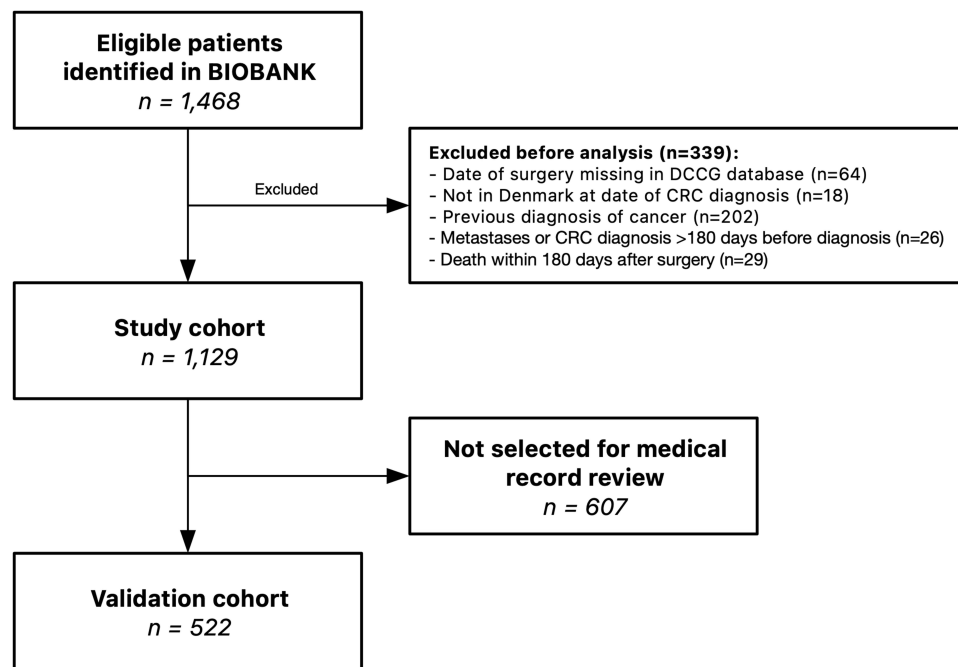 Eligible patients
identified in BIOBANK
n = 1,468
Excluded
Excluded before analysis (n=339):
- Date of surgery missing in DCCG database (n=64)
- Not in Denmark at date of CRC diagnosis (n=18)
- Previous diagnosis of cancer (n=202)
- Metastases or CRC diagnosis >180 days before diagnosis (n=26)
- Death within 180 days after surgery (n=29)
Study cohort
n = 1,129
Not selected for medical
record review
n = 607
Validation cohort
n = 522